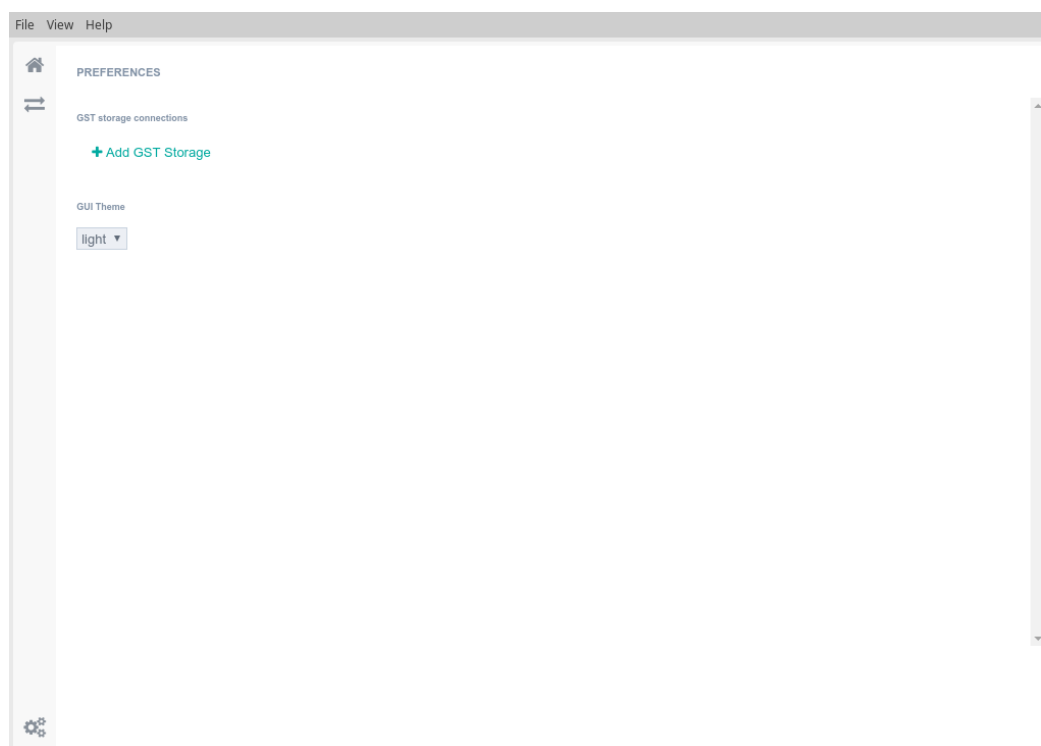 File View Help
PREFERENCES
GST storage connections
Add GST Storage
GUI Theme
light